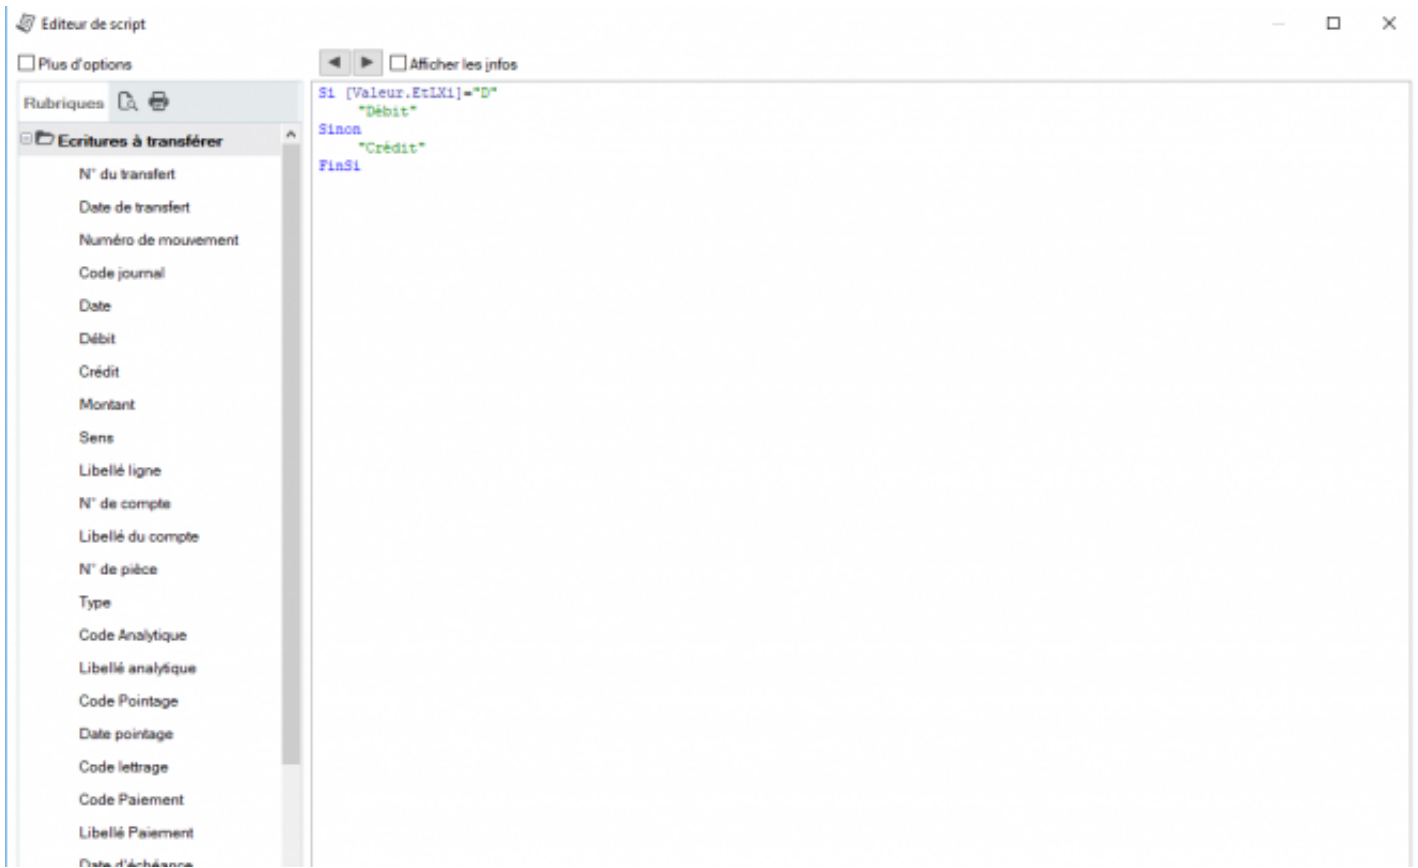 Editeur de script
Plus d'options
Afficher les infos
Rubriques
Ecritures à transférer
N° du transfert
Date de transfert
Numéro de mouvement
Code journal
Date
Débit
Crédit
Montant
Sens
Libellé ligne
N° de compte
Libellé du compte
N° de pièce
Type
Code Analytique
Libellé analytique
Code Pointage
Date pointage
Code lettrage
Code Paiement
Libellé Paiement
Date d'échéance
Si [Valeur.EtLXi]="D"
"Débit"
Sinon
"Crédit"
FinSi